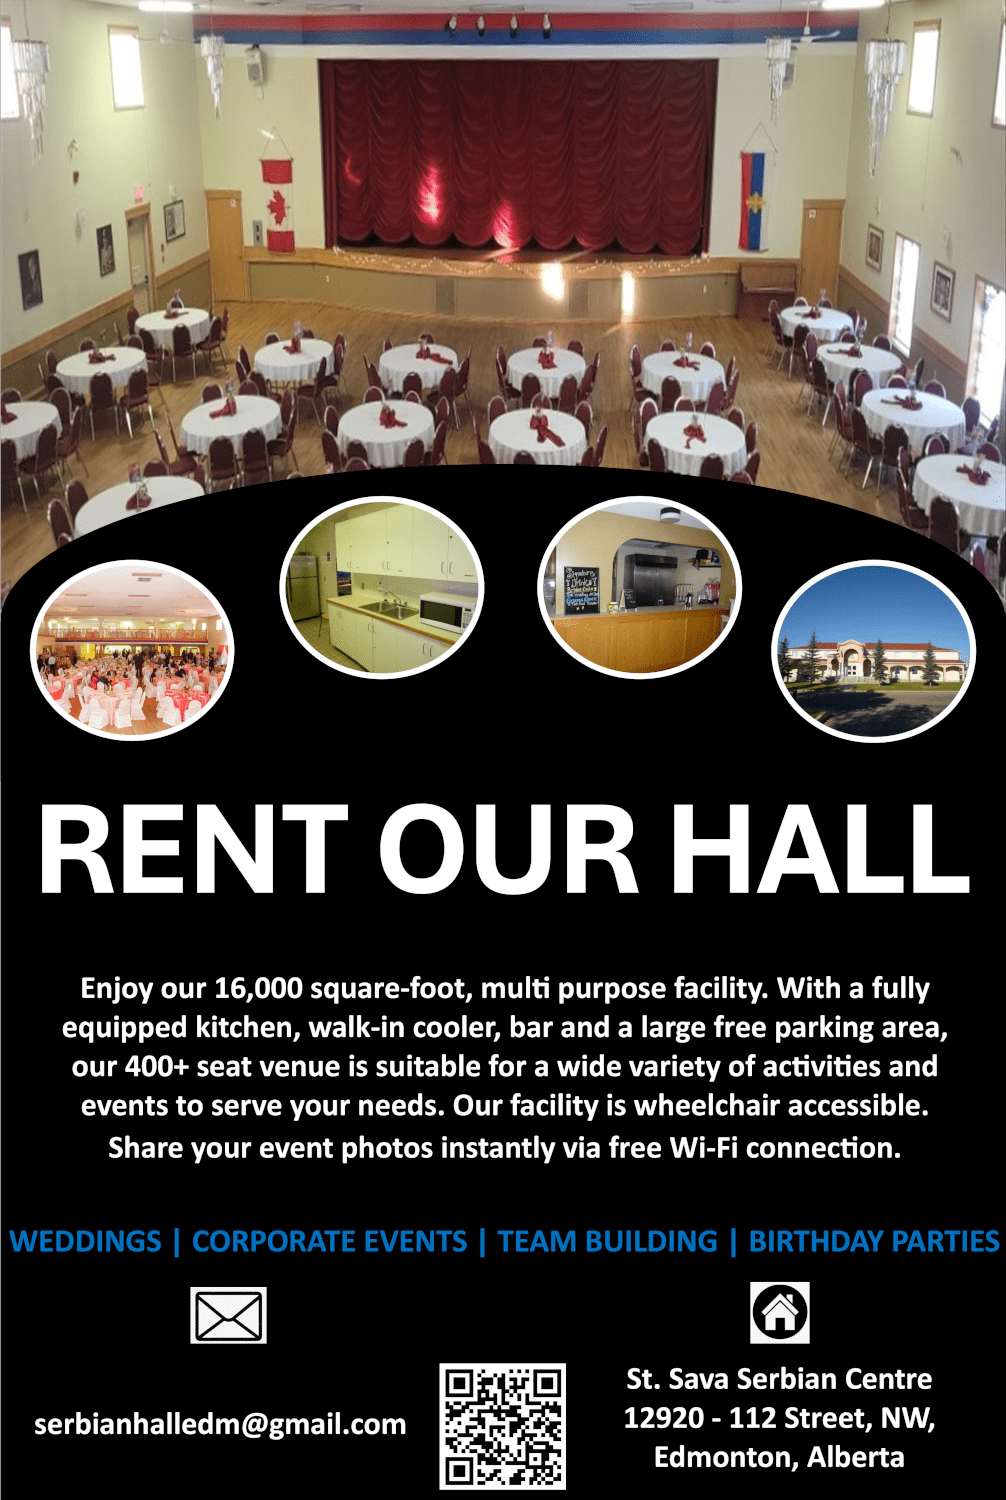 RENT OUR HALL
Enjoy our 16,000 square-foot, multi purpose facility. With a fully
equipped kitchen, walk-in cooler, bar and a large free parking area,
our 400+ seat venue is suitable for a wide variety of activities and
events to serve your needs. Our facility is wheelchair accessible.
Share your event photos instantly via free Wi-Fi connection.
WEDDINGS | CORPORATE EVENTS | TEAM BUILDING | BIRTHDAY PARTIES
serbianhalledm@gmail.com
St. Sava Serbian Centre
12920 - 112 Street, NW,
Edmonton, Alberta